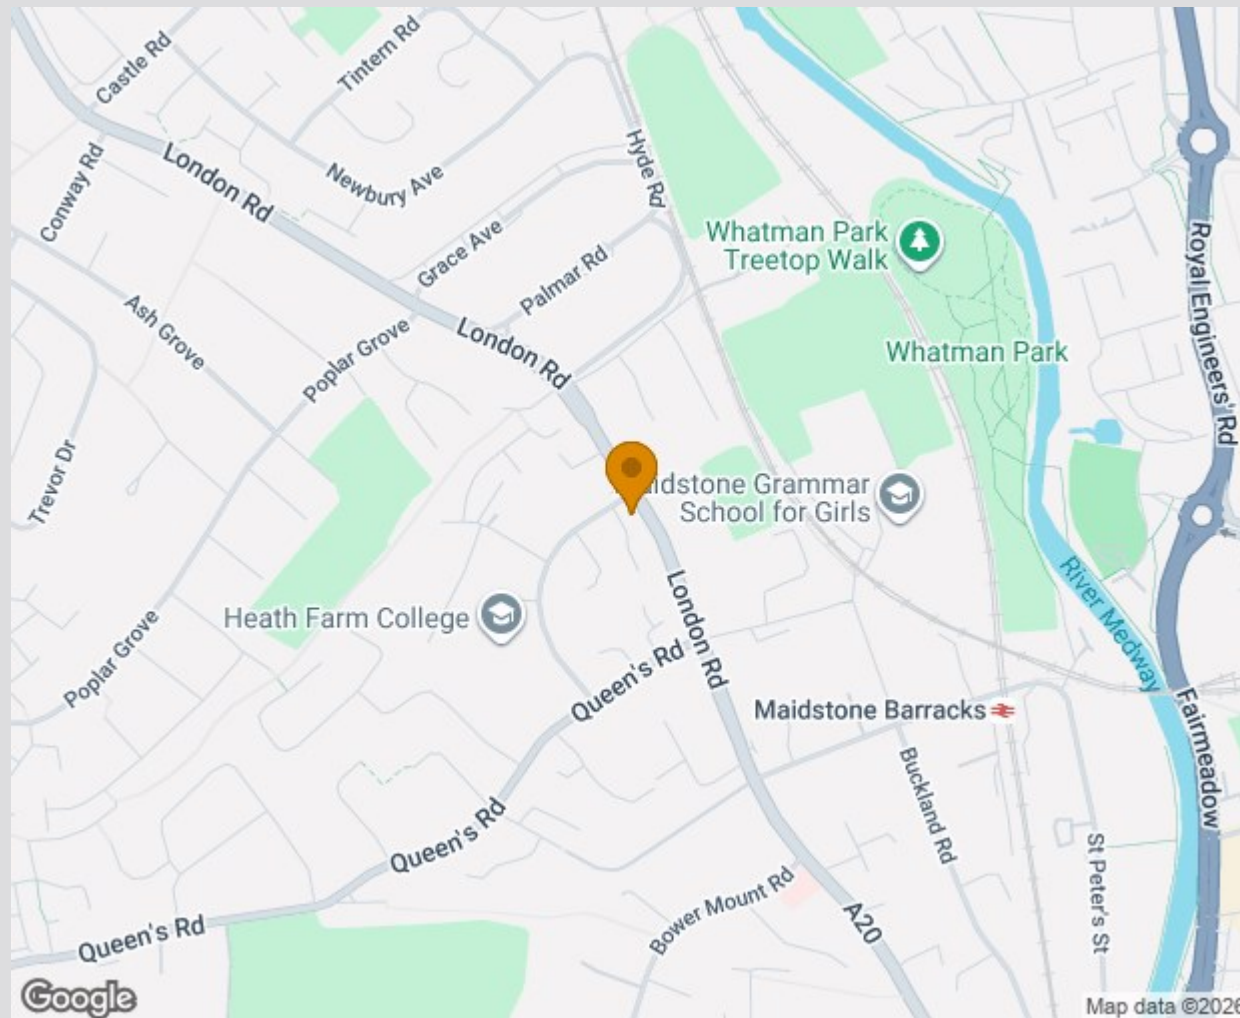 Castle Rd
Tintern Rd
Conway Rd
London Rd
Newbury Ave
Hyde Rd
Grace Ave
Palmar Rd
Whatman Park
Treetop Walk
Royal Engineers' Rd
Ash Grove
Poplar Grove
London Rd
Whatman Park
Trevor Dr
Maidstone Grammar
School for Girls
London Rd
River Medway
Heath Farm College
Poplar Grove
Queen's Rd
Maidstone Barracks
Fairmeadow
Buckland Rd
Queen's Rd
St Peter's St
Bower Mount Rd
A20
Queen's Rd
Google
Map data ©2026